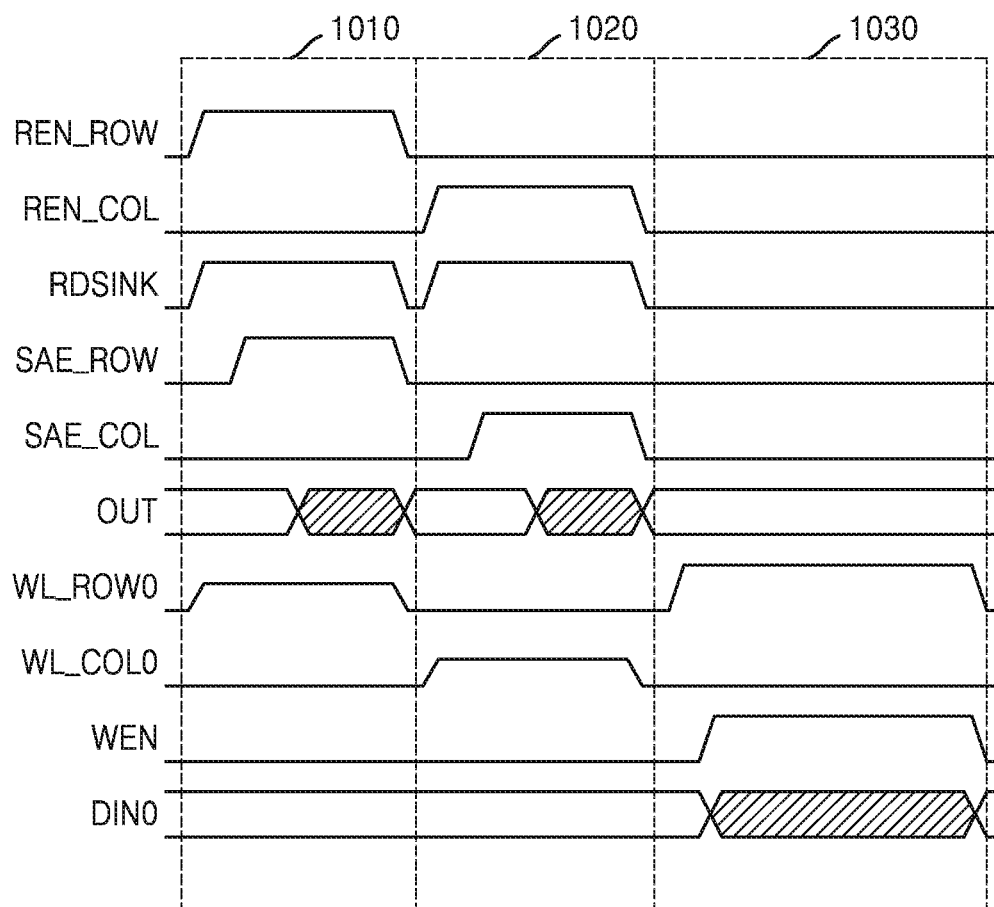 1010 1020 1030
REN_ROW
REN_COL
RDSINK
SAE_ROW
SAE_COL
OUT
WL_ROW0
WL_COL0
WEN
DIN0